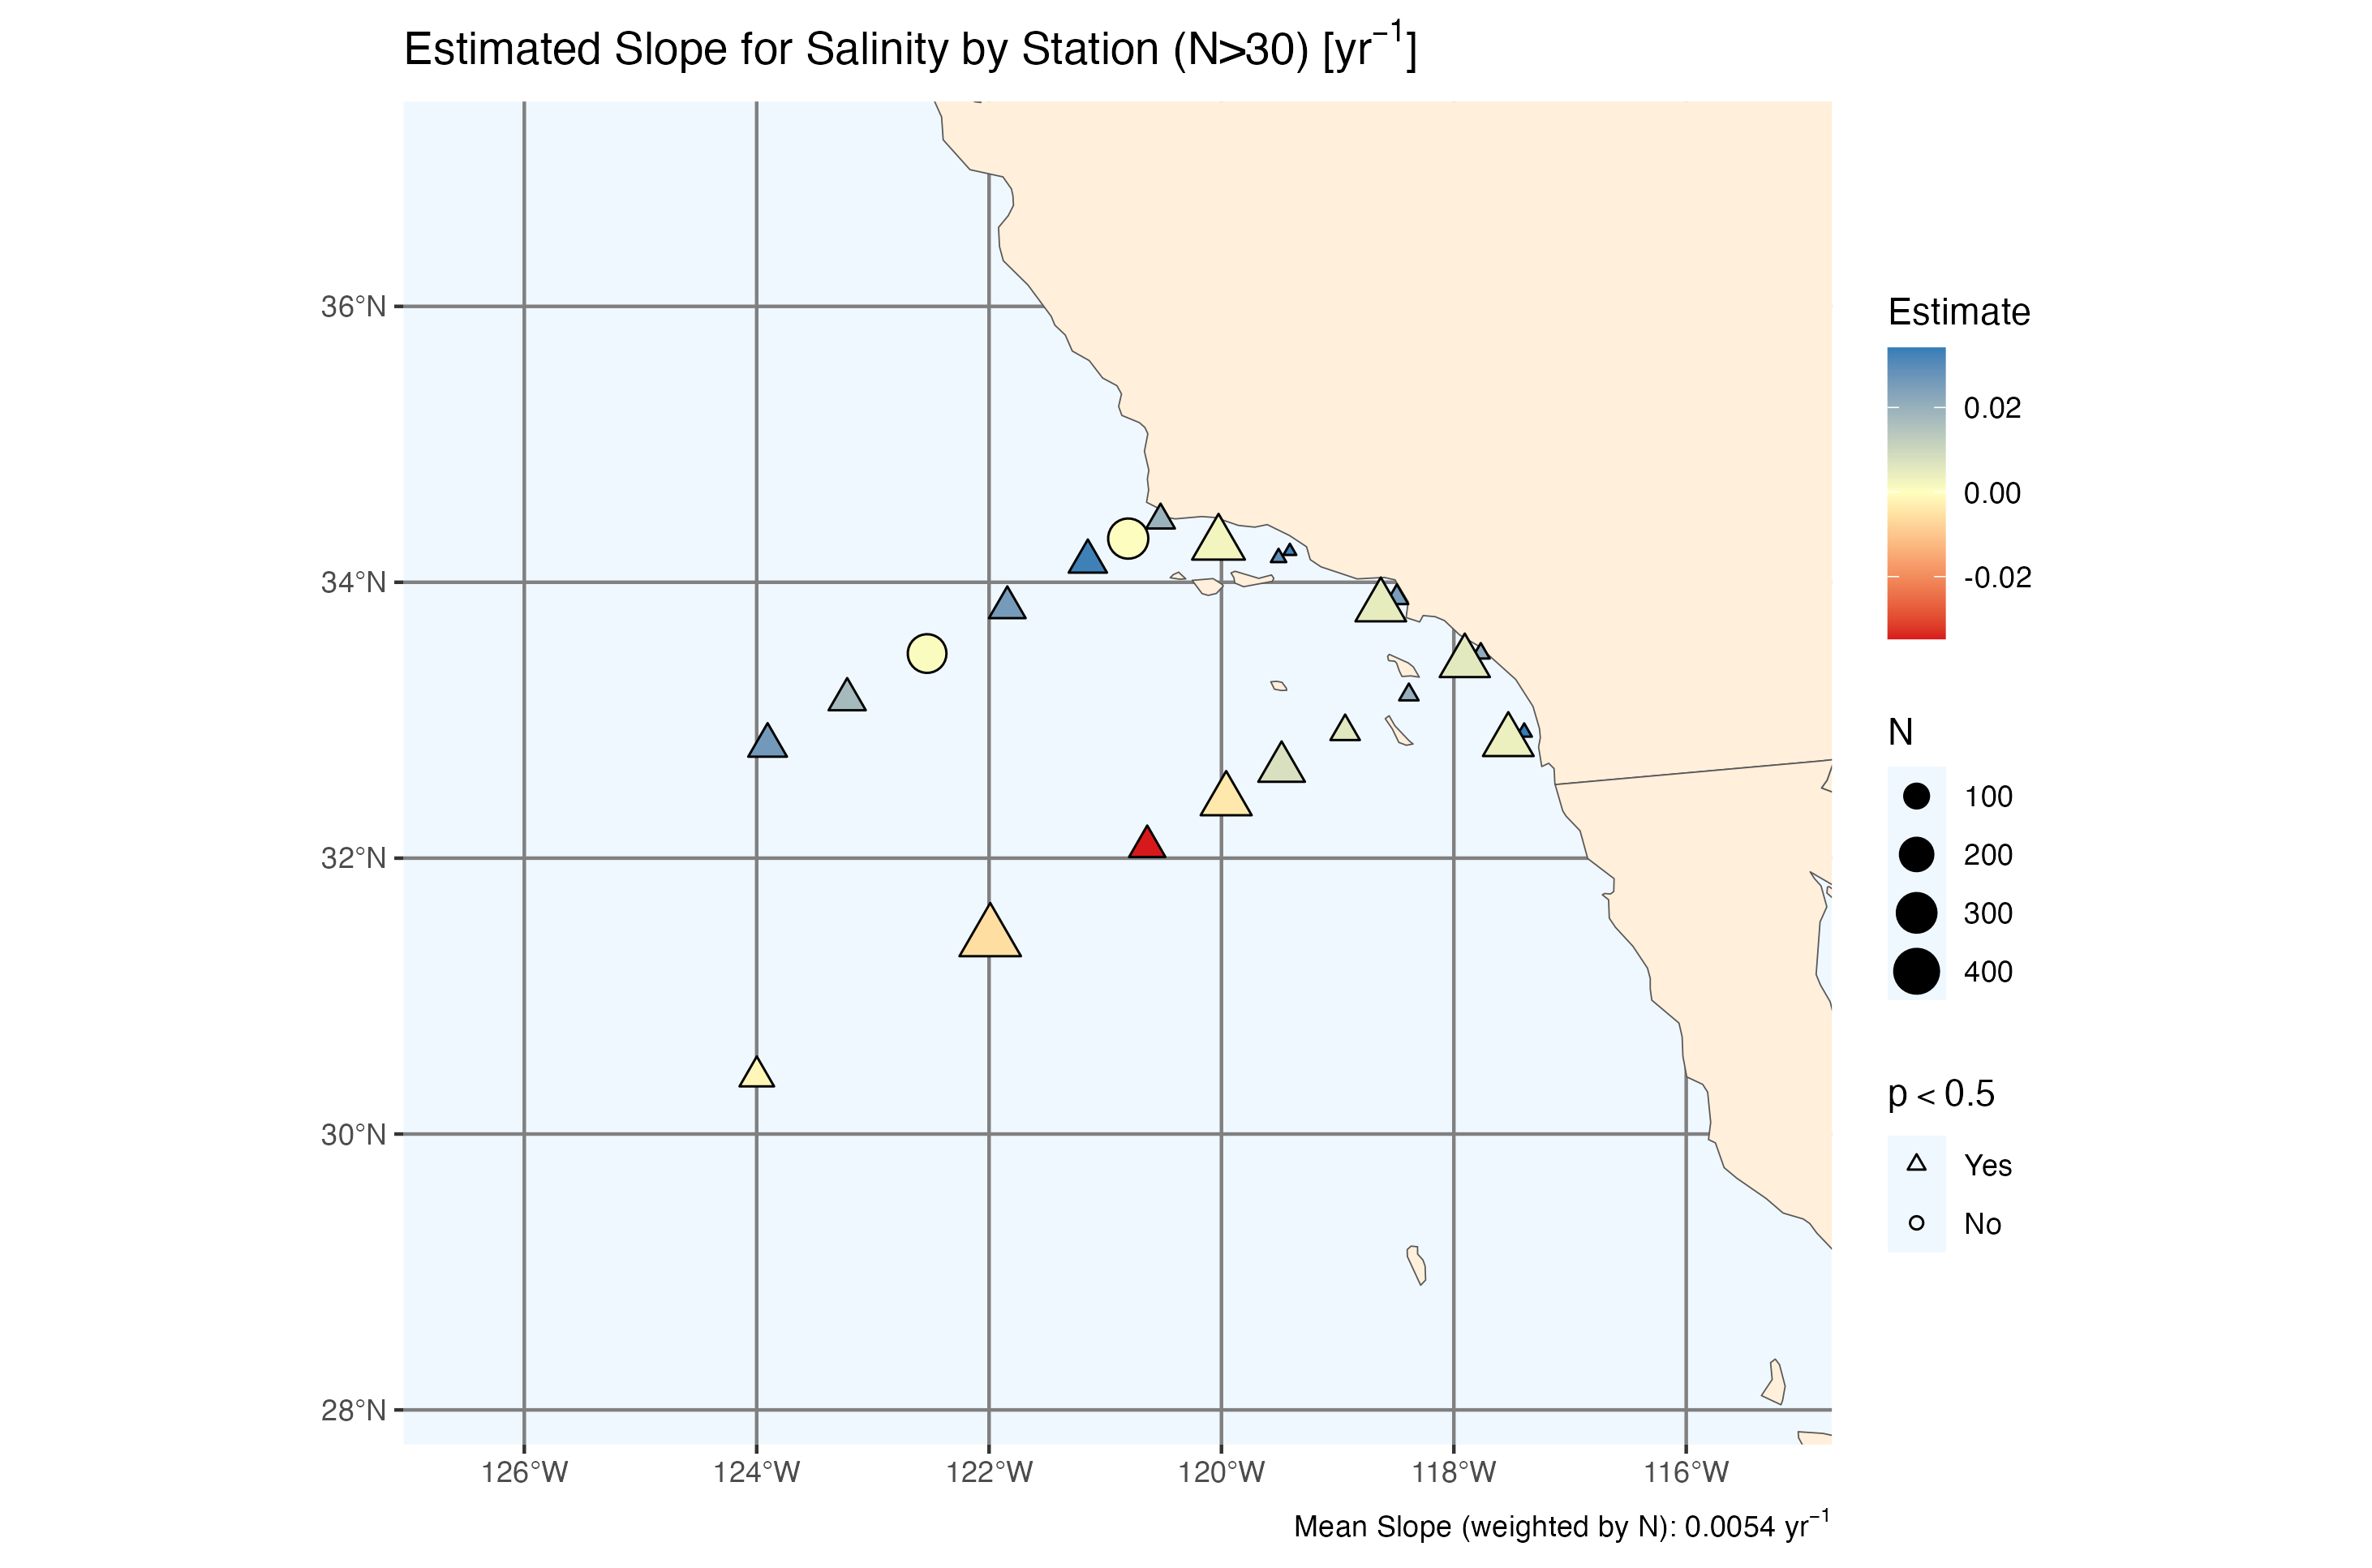 Estimated Slope for Salinity by Station (N>30) [yr⁻¹]
36°N
34°N
32°N
30°N
28°N
126°W 124°W 122°W 120°W 118°W 116°W
Estimate
0.02
0.00
-0.02
N
100
200
300
400
p < 0.5
Yes
No
Mean Slope (weighted by N): 0.0054 yr⁻¹